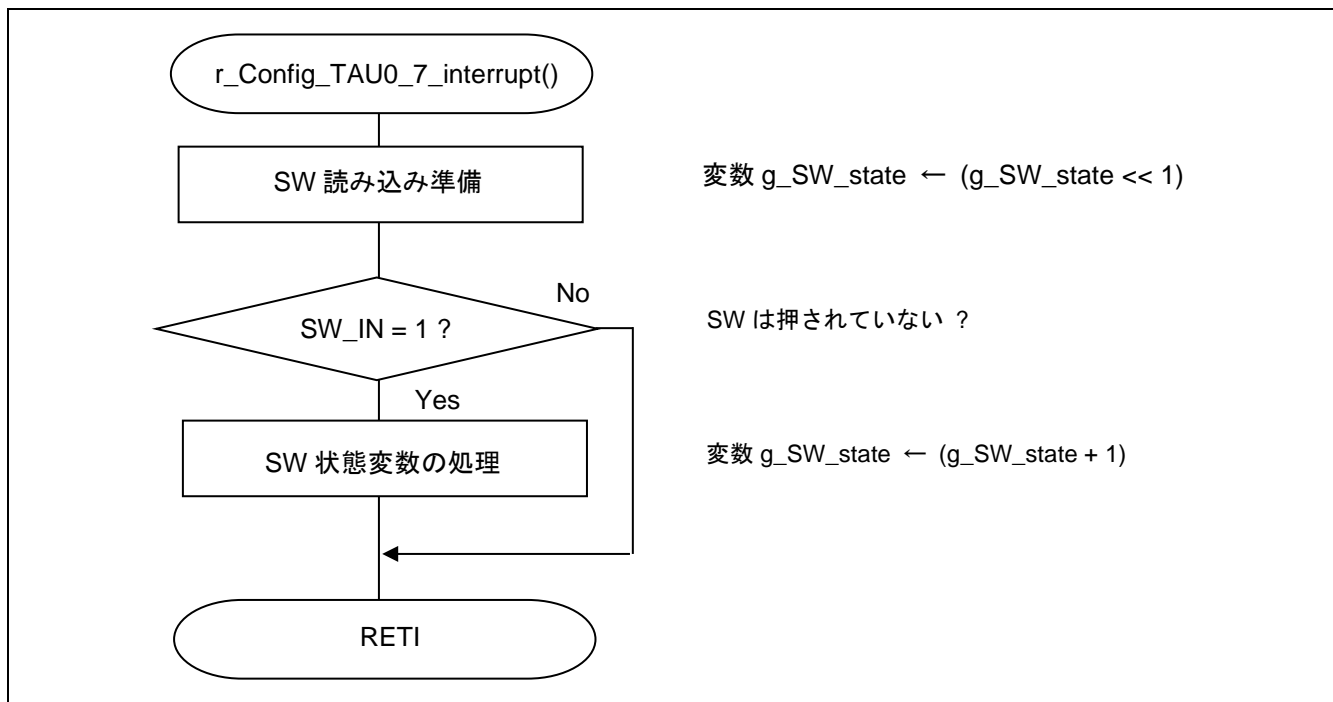 r_Config_TAU0_7_interrupt()
SW 読み込み準備
変数 g_SW_state ← (g_SW_state << 1)
No
SW_IN = 1 ?
SW は押されていない ?
Yes
SW 状態変数の処理
変数 g_SW_state ← (g_SW_state + 1)
RETI